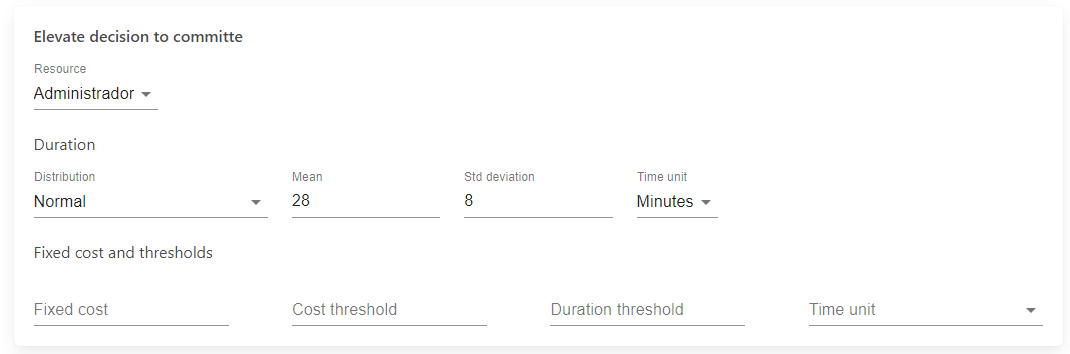 Elevate decision to committe
Resource
Administrador
Duration
Distribution Mean Std deviation Time unit
Normal 28 8 Minutes
Fixed cost and thresholds
Fixed cost Cost threshold Duration threshold Time unit